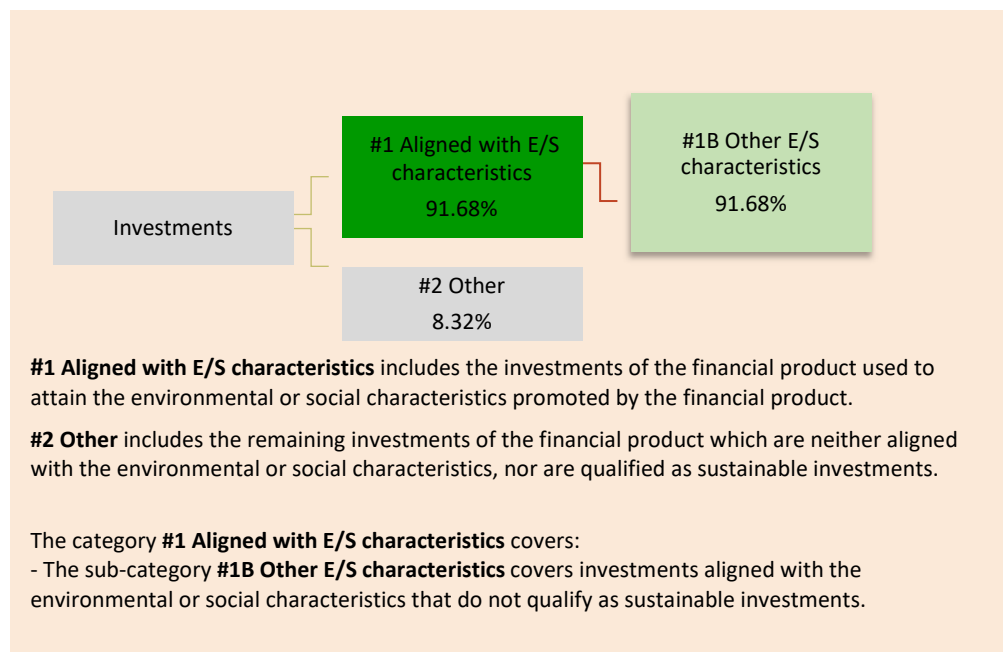 Investments
#1 Aligned with E/S
characteristics
91.68%
#1B Other E/S
characteristics
91.68%
#2 Other
8.32%
#1 Aligned with E/S characteristics includes the investments of the financial product used to
attain the environmental or social characteristics promoted by the financial product.
#2 Other includes the remaining investments of the financial product which are neither aligned
with the environmental or social characteristics, nor are qualified as sustainable investments.
The category #1 Aligned with E/S characteristics covers:
- The sub-category #1B Other E/S characteristics covers investments aligned with the
environmental or social characteristics that do not qualify as sustainable investments.